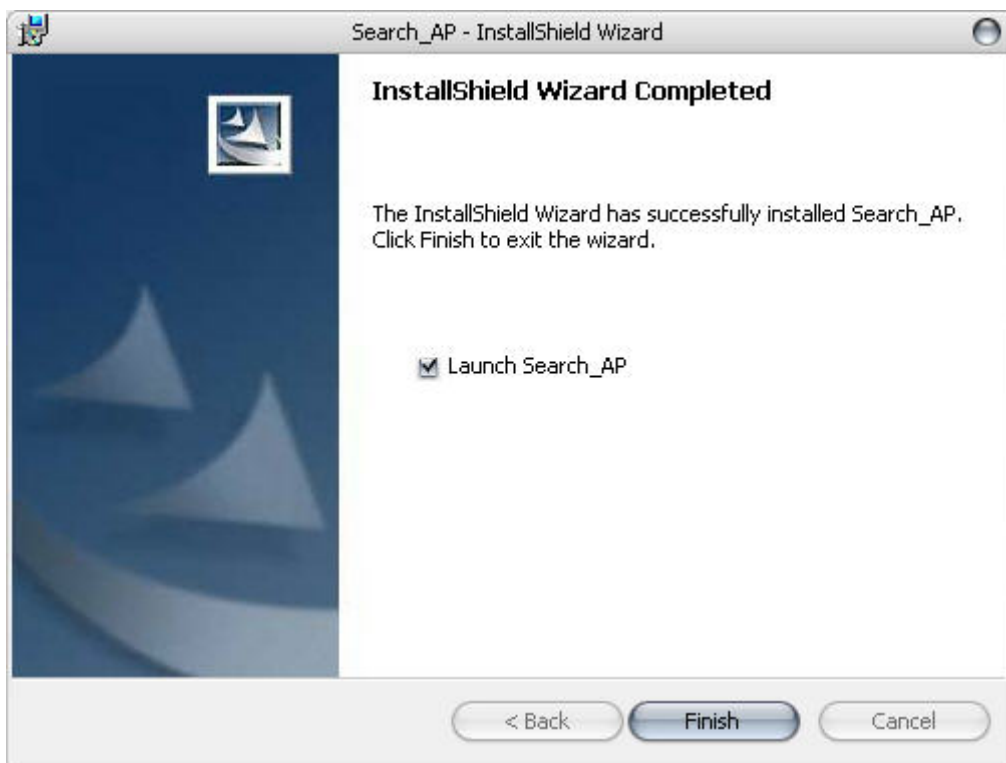 Search_AP - InstallShield Wizard
InstallShield Wizard Completed
The InstallShield Wizard has successfully installed Search_AP.
Click Finish to exit the wizard.
Launch Search_AP
< Back
Finish
Cancel